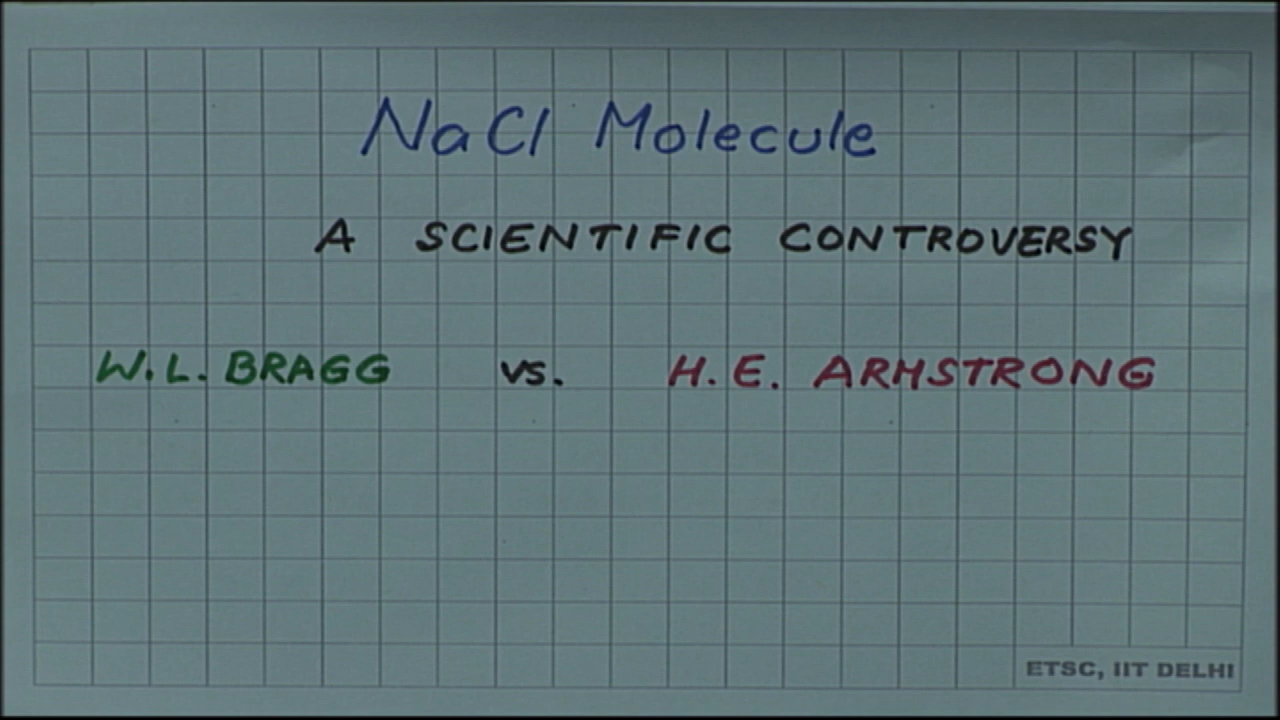 NaCl Molecule
A SCIENTIFIC CONTROVERSY
W.L. BRAGG vs. H.E. ARMSTRONG
ETSC, IIT DELHI